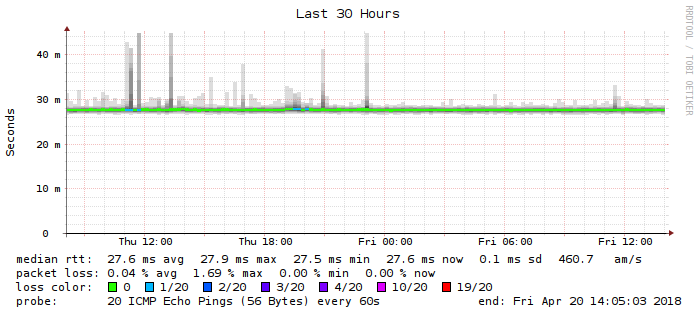 Last 30 Hours
RRDTOOL / TOBI OETIKER
Seconds
40 m
30 m
20 m
10 m
0
Thu 12:00 Thu 18:00 Fri 00:00 Fri 06:00 Fri 12:00
median rtt: 27.6 ms avg 27.9 ms max 27.5 ms min 27.6 ms now 0.1 ms sd 460.7 am/s
packet loss: 0.04 % avg 1.69 % max 0.00 % min 0.00 % now
loss color: 0 1/20 2/20 3/20 4/20 10/20 19/20
probe: 20 ICMP Echo Pings (56 Bytes) every 60s end: Fri Apr 20 14:05:03 2018